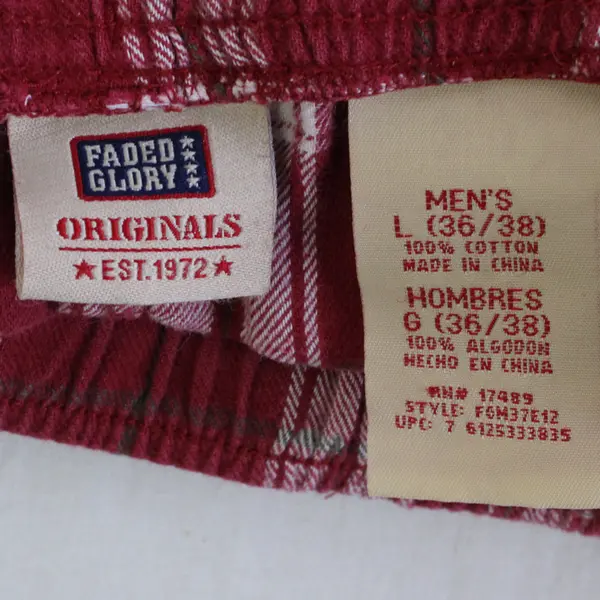 FADED
GLORY
ORIGINALS
EST. 1972
MEN'S
L (36/38)
100% COTTON
MADE IN CHINA
HOMBRES
G (36/38)
100% ALGODON
HECHO EN CHINA
RN# 17489
STYLE: FGM37E12
UPC: 7 6125333835